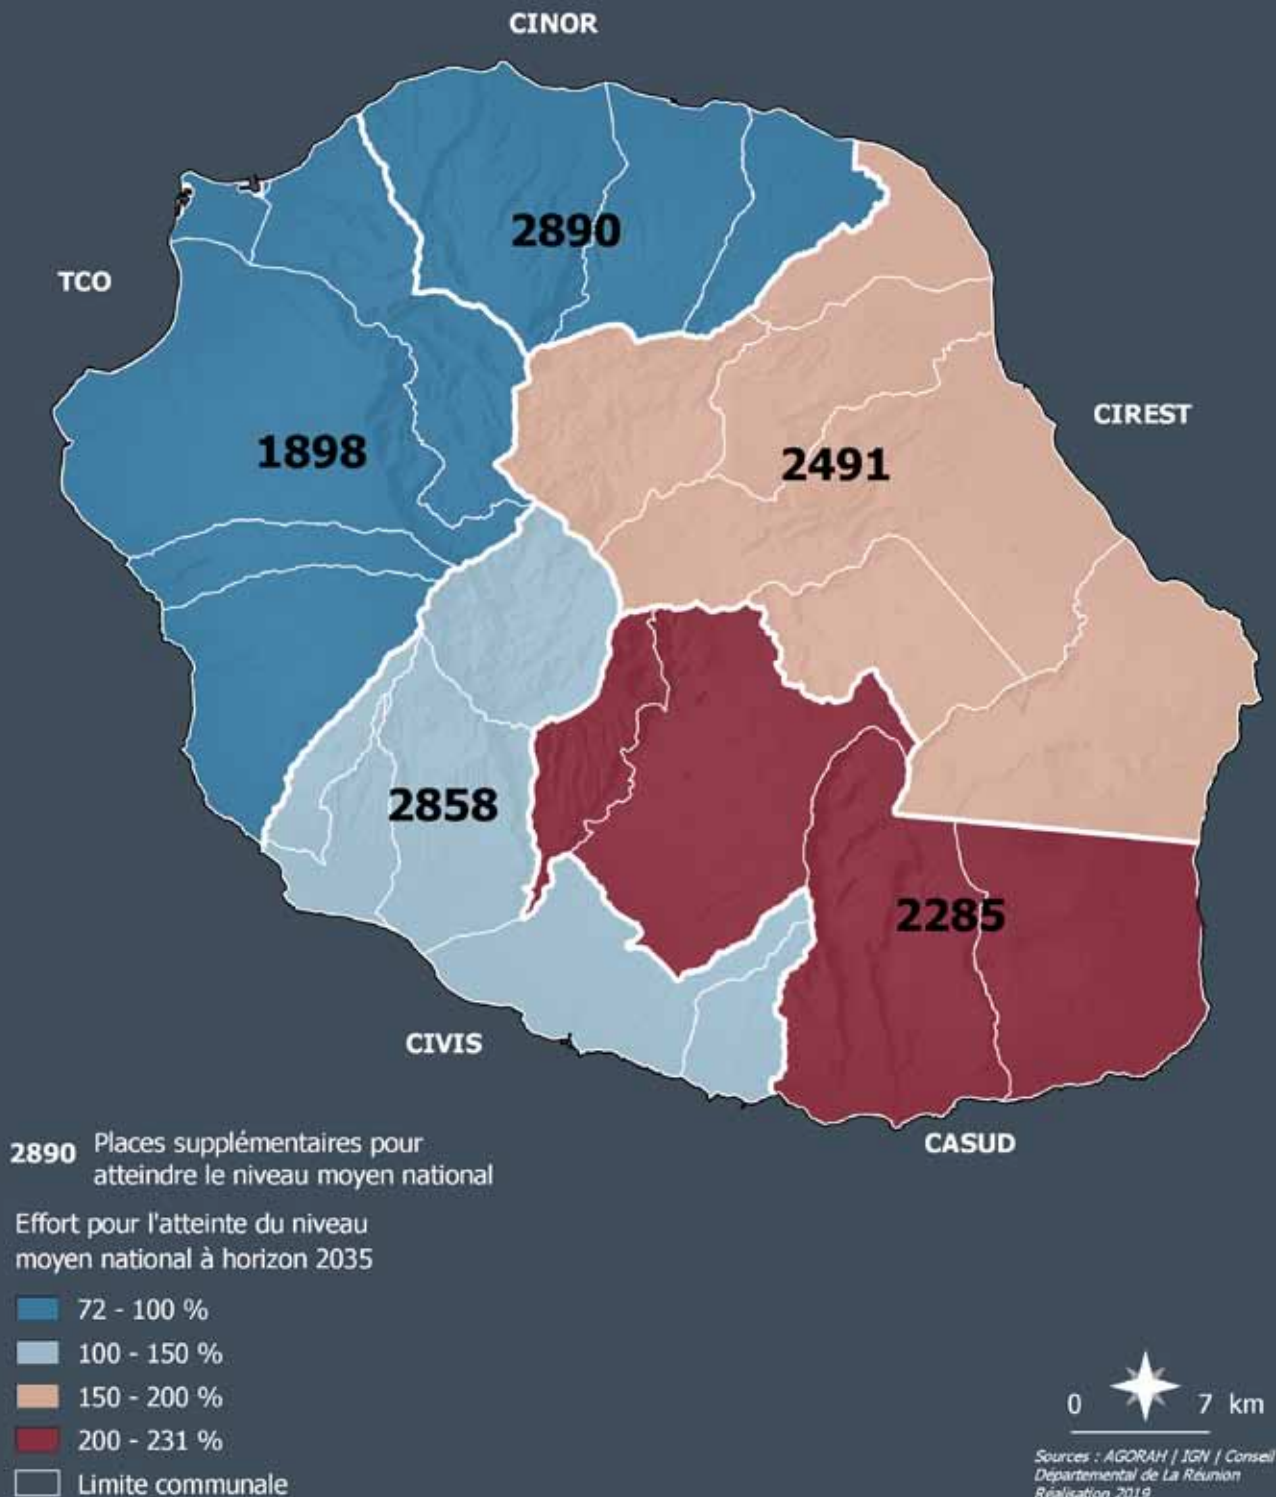 CINOR
2890
TCO
CIREST
1898
2491
2858
2285
CIVIS
CASUD
2890 Places supplémentaires pour
atteindre le niveau moyen national
Effort pour l'atteinte du niveau
moyen national à horizon 2035
72 - 100 %
100 - 150 %
150 - 200 %
200 - 231 %
Limite communale
0 7 km
Sources : AGORAH | IGN | Conseil
Départemental de La Réunion
Réalisation 2019